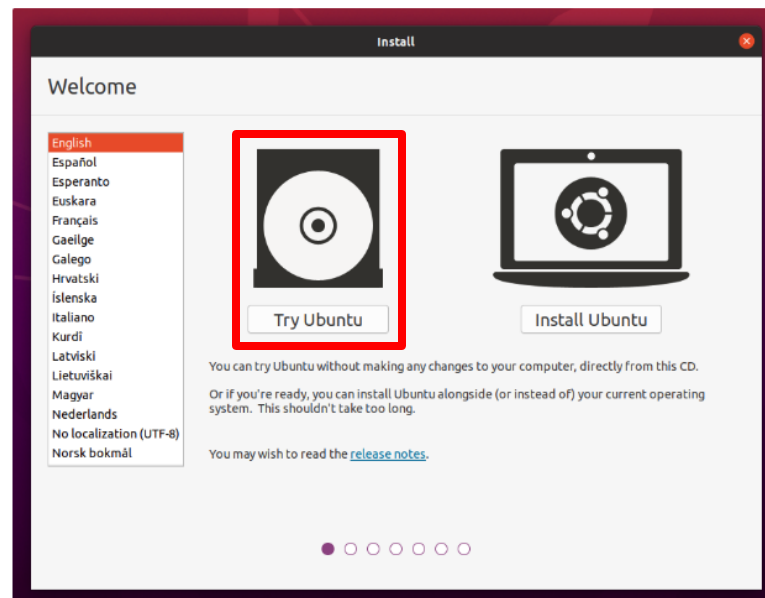 Install
Welcome
English
Español
Esperanto
Euskara
Français
Gaeilge
Galego
Hrvatski
Íslenska
Italiano
Kurdî
Latviski
Lietuviškai
Magyar
Nederlands
No localization (UTF-8)
Norsk bokmål
Try Ubuntu
Install Ubuntu
You can try Ubuntu without making any changes to your computer, directly from this CD.
Or if you're ready, you can install Ubuntu alongside (or instead of) your current operating
system. This shouldn't take too long.
You may wish to read the release notes.